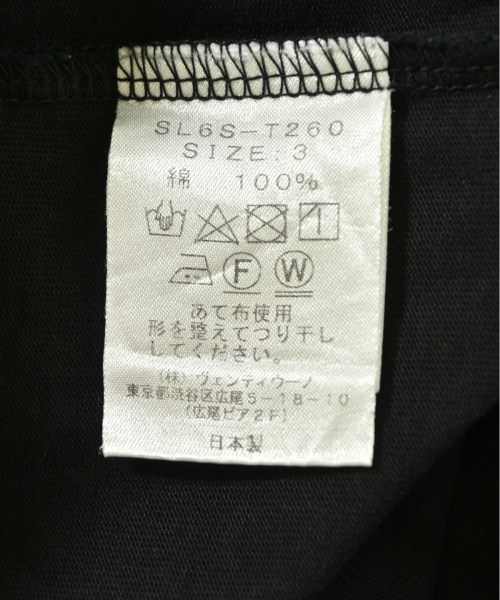 SL6S-T260
SIZE:3
綿 100%
F W
あて布使用
形を整えてつり干し
してください。
(株)ヴェンティウーノ
東京都渋谷区広尾5-18-10
(広尾ピア2F)
日本製